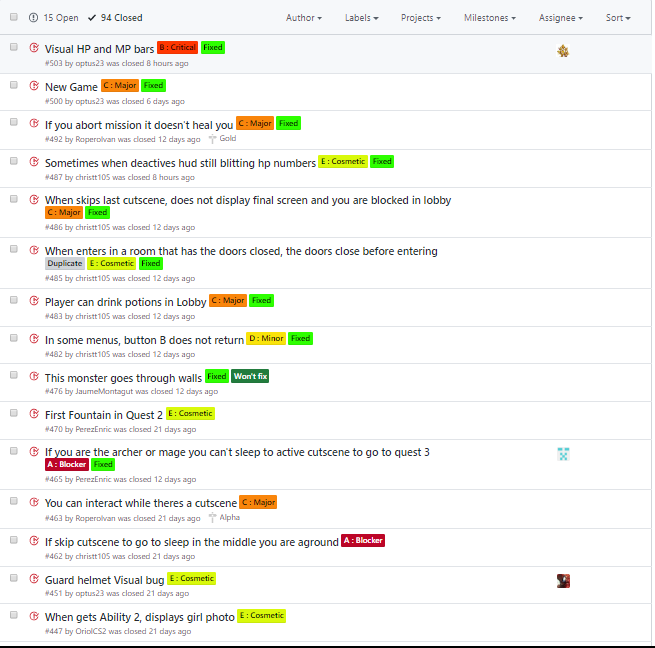 15 Open 94 Closed Author Labels Projects Milestones Assignee Sort
Visual HP and MP bars B : Critical Fixed
#503 by optus23 was closed 8 hours ago
New Game C : Major Fixed
#500 by optus23 was closed 6 days ago
If you abort mission it doesn't heal you C : Major Fixed
#492 by RoperoIvan was closed 12 days ago Gold
Sometimes when deactives hud still blitting hp numbers E : Cosmetic Fixed
#487 by christt105 was closed 8 hours ago
When skips last cutscene, does not display final screen and you are blocked in lobby
C : Major Fixed
#486 by christt105 was closed 12 days ago
When enters in a room that has the doors closed, the doors close before entering
Duplicate E : Cosmetic Fixed
#485 by christt105 was closed 12 days ago
Player can drink potions in Lobby C : Major Fixed
#483 by christt105 was closed 12 days ago
In some menus, button B does not return D : Minor Fixed
#482 by christt105 was closed 12 days ago
This monster goes through walls Fixed Won't fix
#476 by JaumeMontagut was closed 12 days ago
First Fountain in Quest 2 E : Cosmetic
#470 by PerezEnric was closed 21 days ago
If you are the archer or mage you can't sleep to active cutscene to go to quest 3
A : Blocker Fixed
#465 by PerezEnric was closed 12 days ago
You can interact while theres a cutscene C : Major
#463 by RoperoIvan was closed 21 days ago Alpha
If skip cutscene to go to sleep in the middle you are aground A : Blocker
#462 by christt105 was closed 21 days ago
Guard helmet Visual bug E : Cosmetic
#451 by optus23 was closed 21 days ago
When gets Ability 2, displays girl photo E : Cosmetic
#447 by OriolCS2 was closed 21 days ago